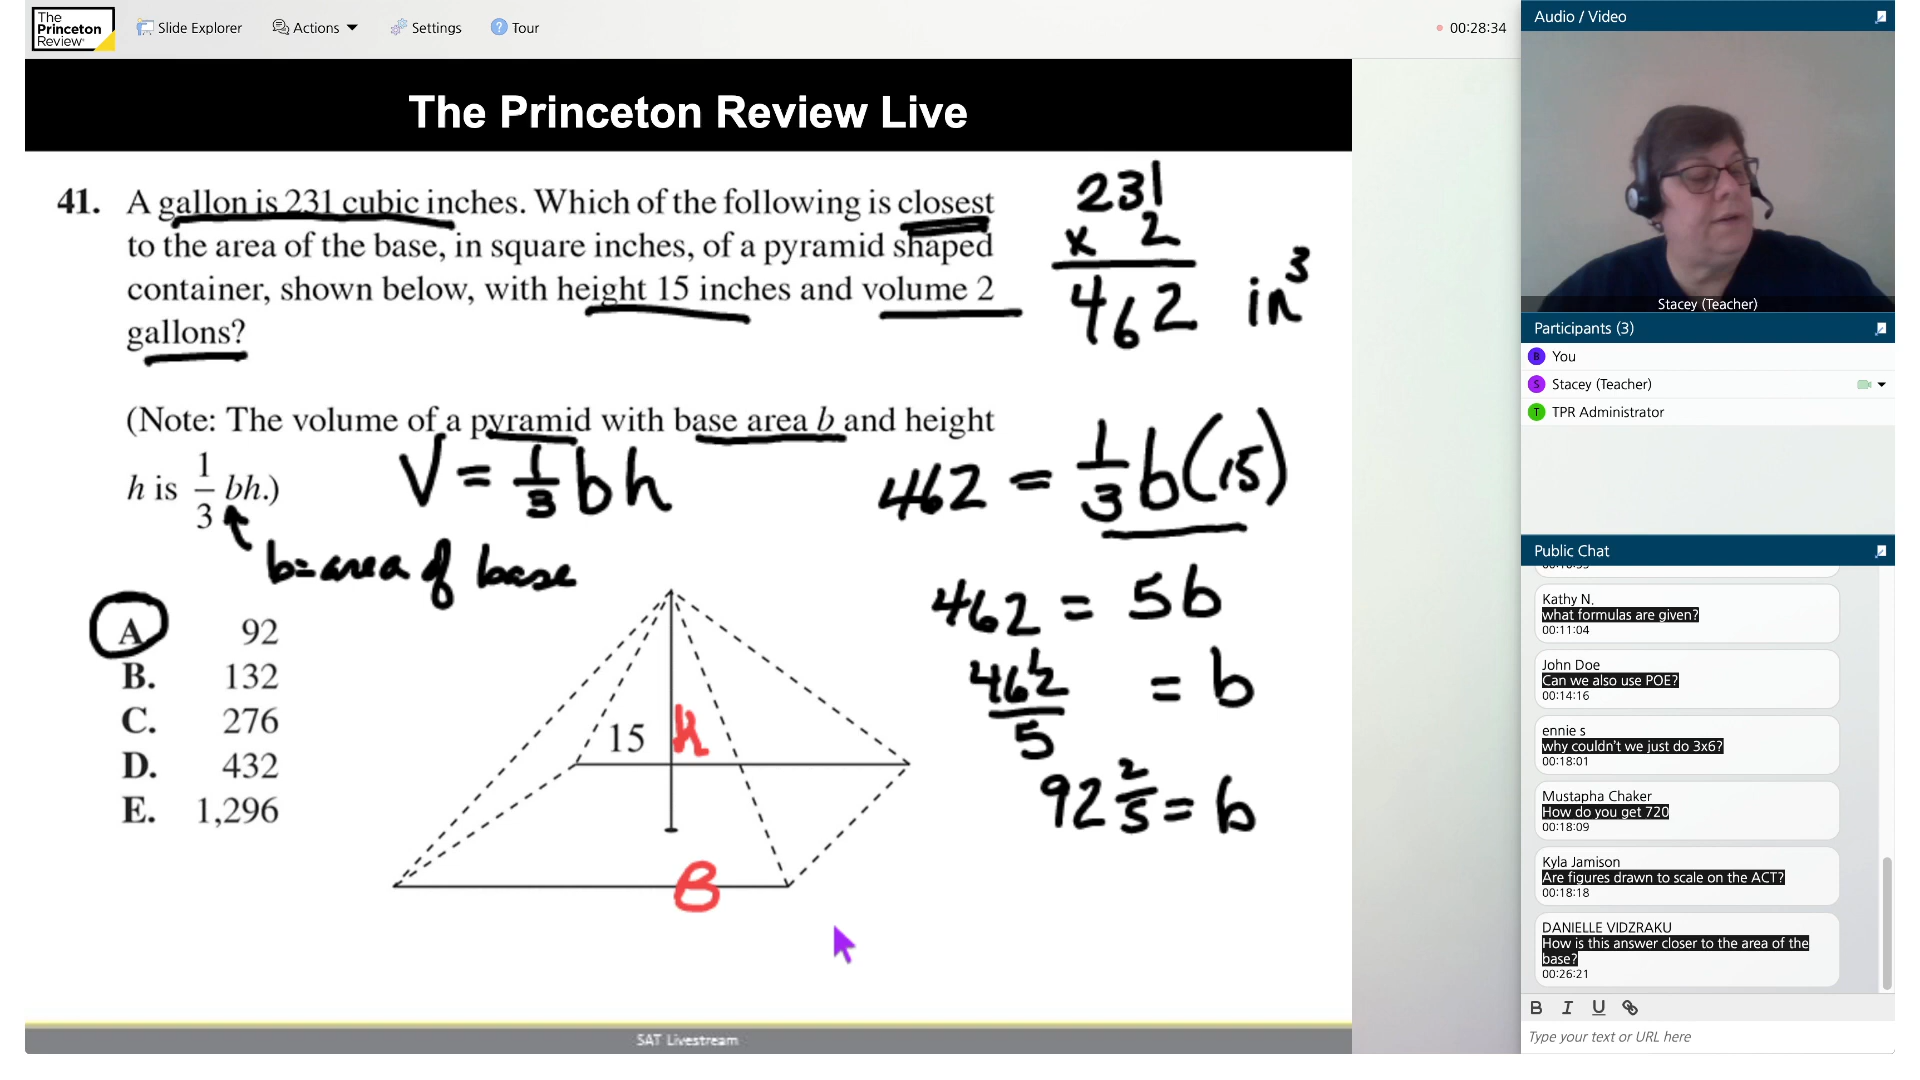 The
Princeton
Review
Slide Explorer
Actions
Settings
Tour
00:28:34
The Princeton Review Live
41. A gallon is 231 cubic inches. Which of the following is closest
to the area of the base, in square inches, of a pyramid shaped
container, shown below, with height 15 inches and volume 2
gallons?
(Note: The volume of a pyramid with base area b and height
h is 1/3 bh.)
V = 1/3 bh
b=area of base
A 92
B. 132
C. 276
D. 432
E. 1,296
15
h
B
231
x 2
462 in³
462 = 1/3 b(15)
462 = 5b
462/5 = b
92 2/5 = b
SAT Livestream
Audio / Video
Stacey (Teacher)
Participants (3)
B You
S Stacey (Teacher)
T TPR Administrator
Public Chat
Kathy N.
what formulas are given?
00:11:04
John Doe
Can we also use POE?
00:14:16
ennie s
why couldn't we just do 3x6?
00:18:01
Mustapha Chaker
How do you get 720
00:18:09
Kyla Jamison
Are figures drawn to scale on the ACT?
00:18:18
DANIELLE VIDZRAKU
How is this answer closer to the area of the
base?
00:26:21
B I U
Type your text or URL here